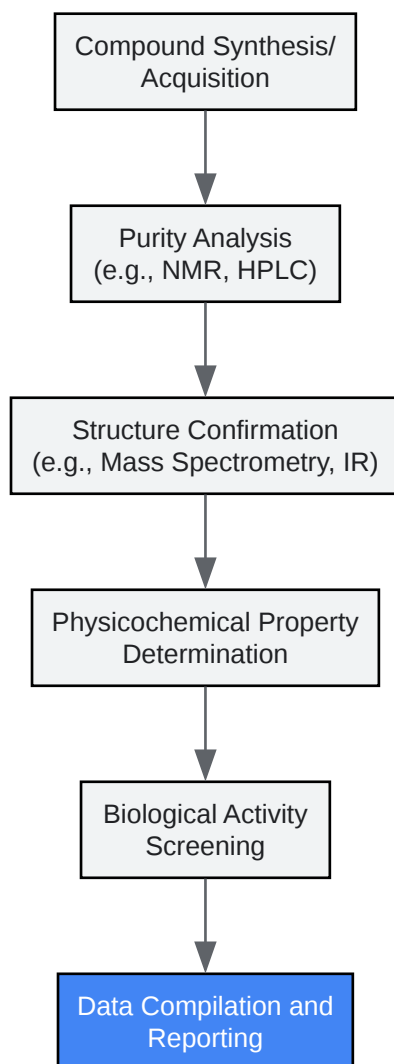 Compound Synthesis/
Acquisition
Purity Analysis
(e.g., NMR, HPLC)
Structure Confirmation
(e.g., Mass Spectrometry, IR)
Physicochemical Property
Determination
Biological Activity
Screening
Data Compilation and
Reporting